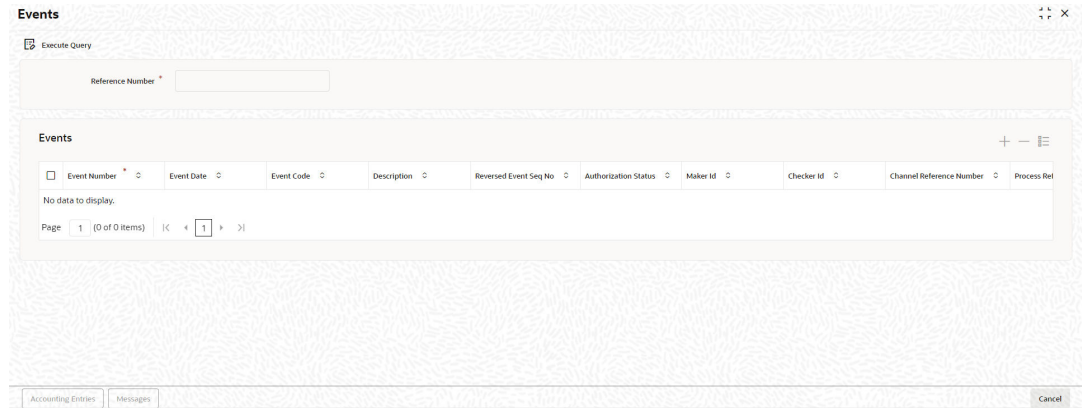 Events
Execute Query
Reference Number *
Events
Event Number * Event Date Event Code Description Reversed Event Seq No Authorization Status Maker Id Checker Id Channel Reference Number Process Ref
No data to display.
Page 1 (0 of 0 items) 1
Accounting Entries Messages Cancel